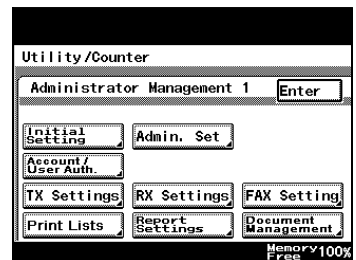 Utility/Counter
Administrator Management 1 Enter
Initial Setting Admin. Set
Account/ User Auth.
TX Settings RX Settings FAX Setting
Print Lists Report Settings Document Management
Memory Free 100%